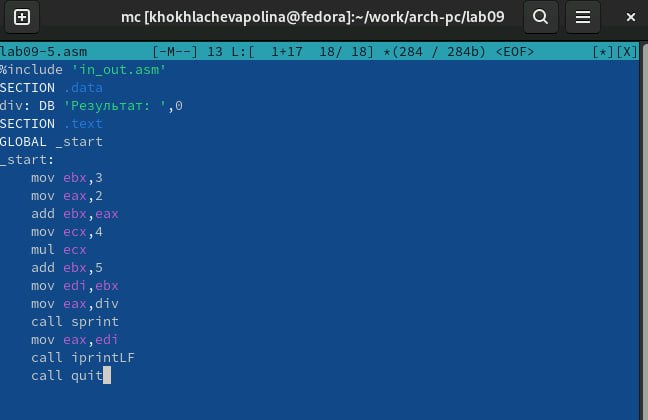 mc [khokhlachevapolina@fedora]:~/work/arch-pc/lab09
lab09-5.asm [-M--] 13 L:[ 1+17 18/ 18] *(284 / 284b) <EOF> [*][X]
%include 'in_out.asm'
SECTION .data
div: DB 'Результат: ',0
SECTION .text
GLOBAL _start
_start:
mov ebx,3
mov eax,2
add ebx,eax
mov ecx,4
mul ecx
add ebx,5
mov edi,ebx
mov eax,div
call sprint
mov eax,edi
call iprintLF
call quit